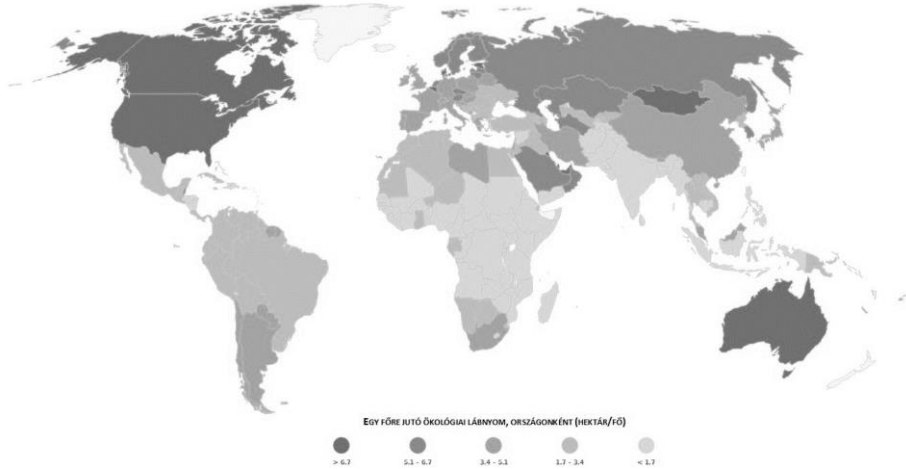 EGY FŐRE JUTÓ ÖKOLÓGIAI LÁBNYOM, ORSZÁGONKÉNT (HEKTÁR/FŐ)
> 6.7 5.1 - 6.7 3.4 - 5.1 1.7 - 3.4 < 1.7